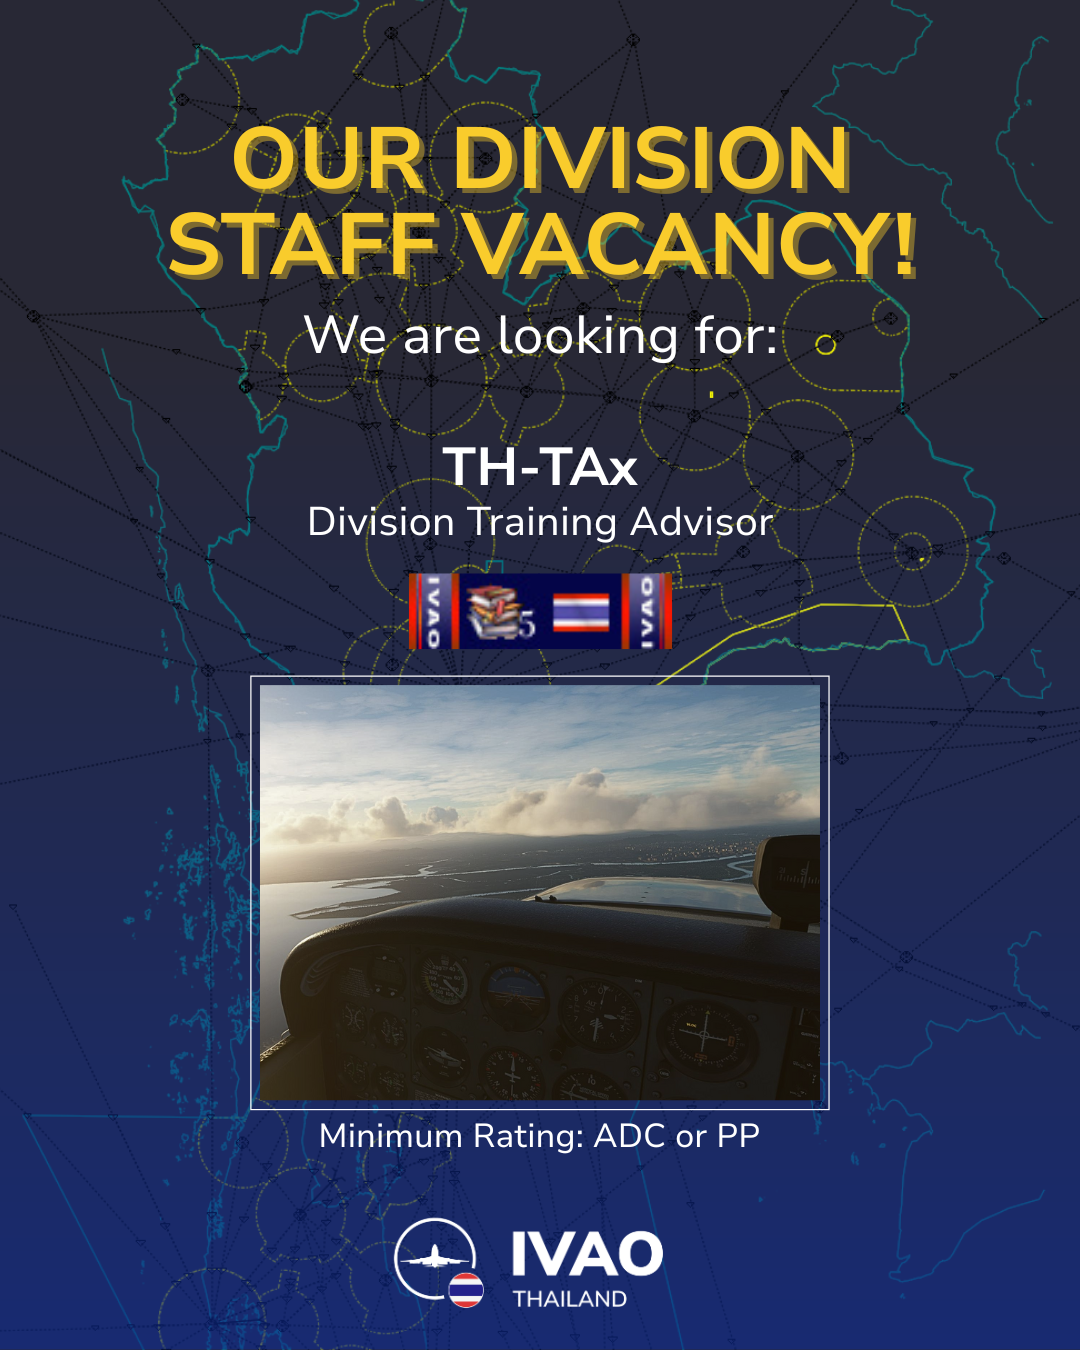 OUR DIVISION
STAFF VACANCY!
We are looking for:
TH-TAx
Division Training Advisor
IVAO
5
IVAO
Minimum Rating: ADC or PP
IVAO
THAILAND